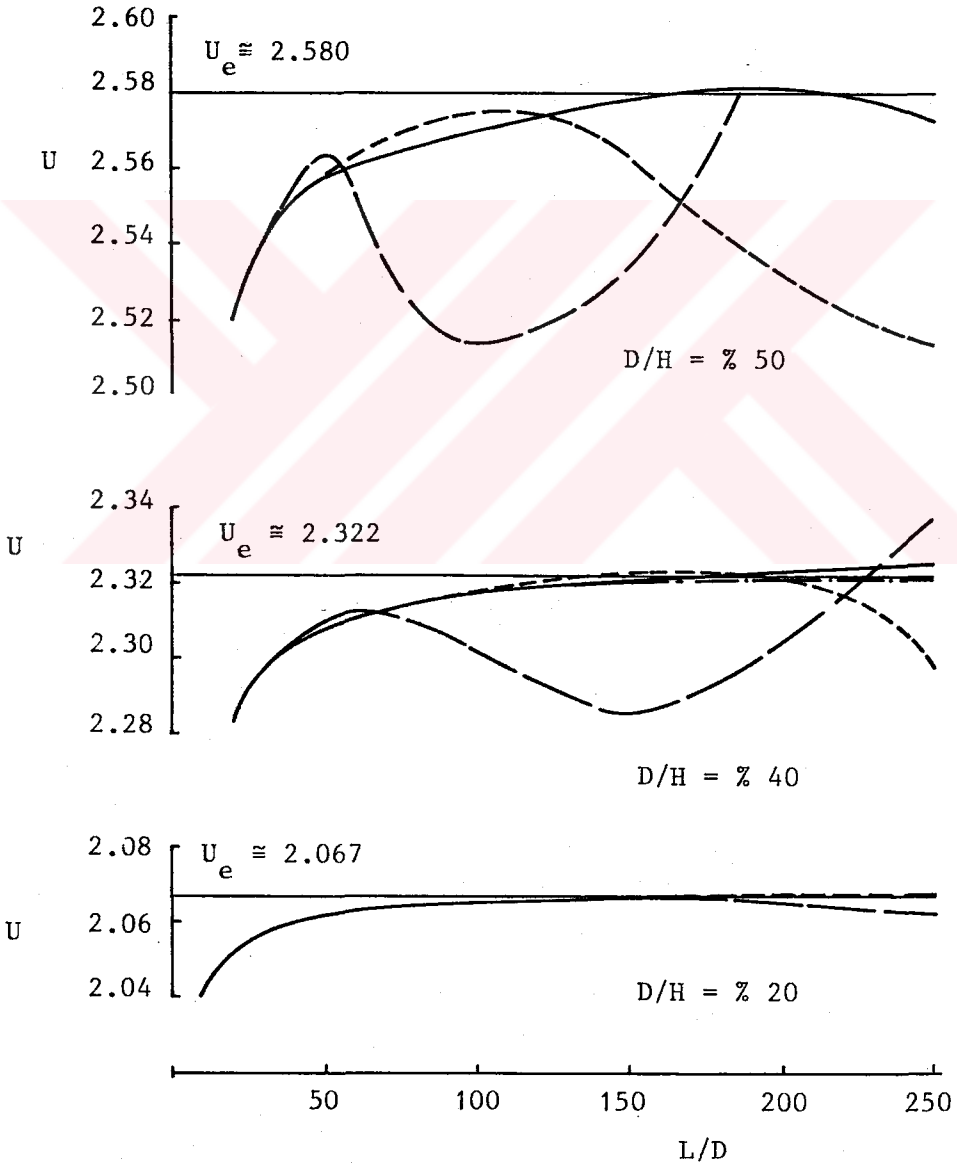 2.60
U_e ≅ 2.580
2.58
U
2.56
2.54
2.52
D/H = % 50
2.50
2.34
U_e ≅ 2.322
U
2.32
2.30
2.28
D/H = % 40
2.08
U_e ≅ 2.067
U
2.06
2.04
D/H = % 20
50 100 150 200 250
L/D